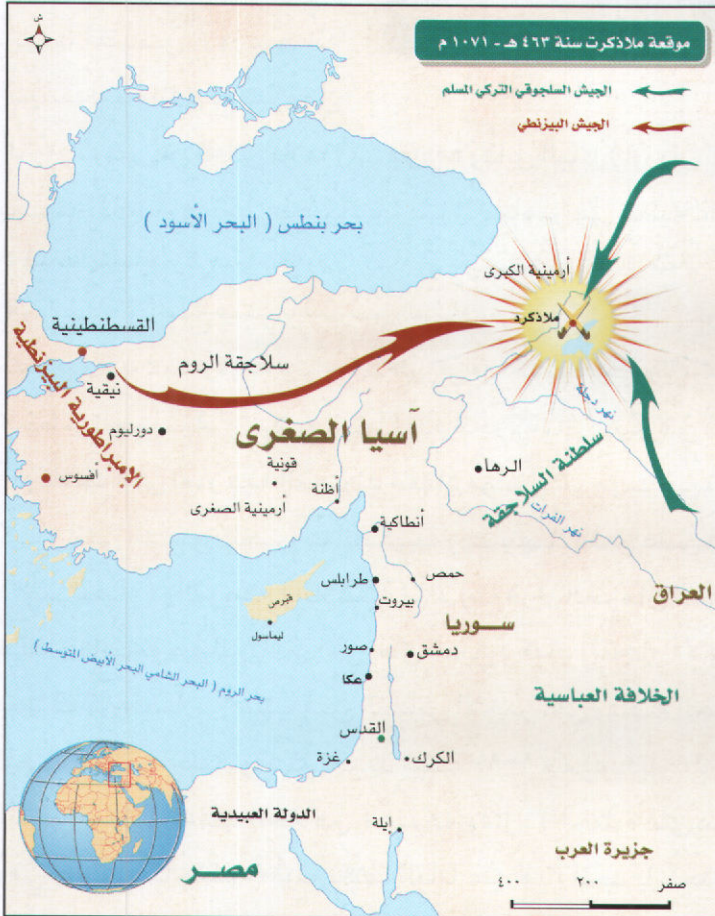 ش
موقعة ملاذكرت سنة ٤٦٣ هـ - ١٠٧١ م
الجيش السلجوقي التركي المسلم
الجيش البيزنطي
بحر بنطس ( البحر الأسود )
أرمينية الكبرى
ملاذكرد
القسطنطينية
سلاجقة الروم
نيقية
الإمبراطورية البيزنطية
دورليوم
آسيا الصغرى
نهر دجلة
سلطنة السلاجقة
الرها
أفسوس
قونية
أذنة
أرمينية الصغرى
نهر الفرات
أنطاكية
طرابلس
حمص
العراق
قبرص
بيروت
ليماسول
سوريا
صور
دمشق
بحر الروم ( البحر الشامي البحر الأبيض المتوسط )
عكا
الخلافة العباسية
القدس
غزة
الكرك
الدولة العبيدية
ايلة
جزيرة العرب
مصر
صفر ٢٠٠ ٤٠٠